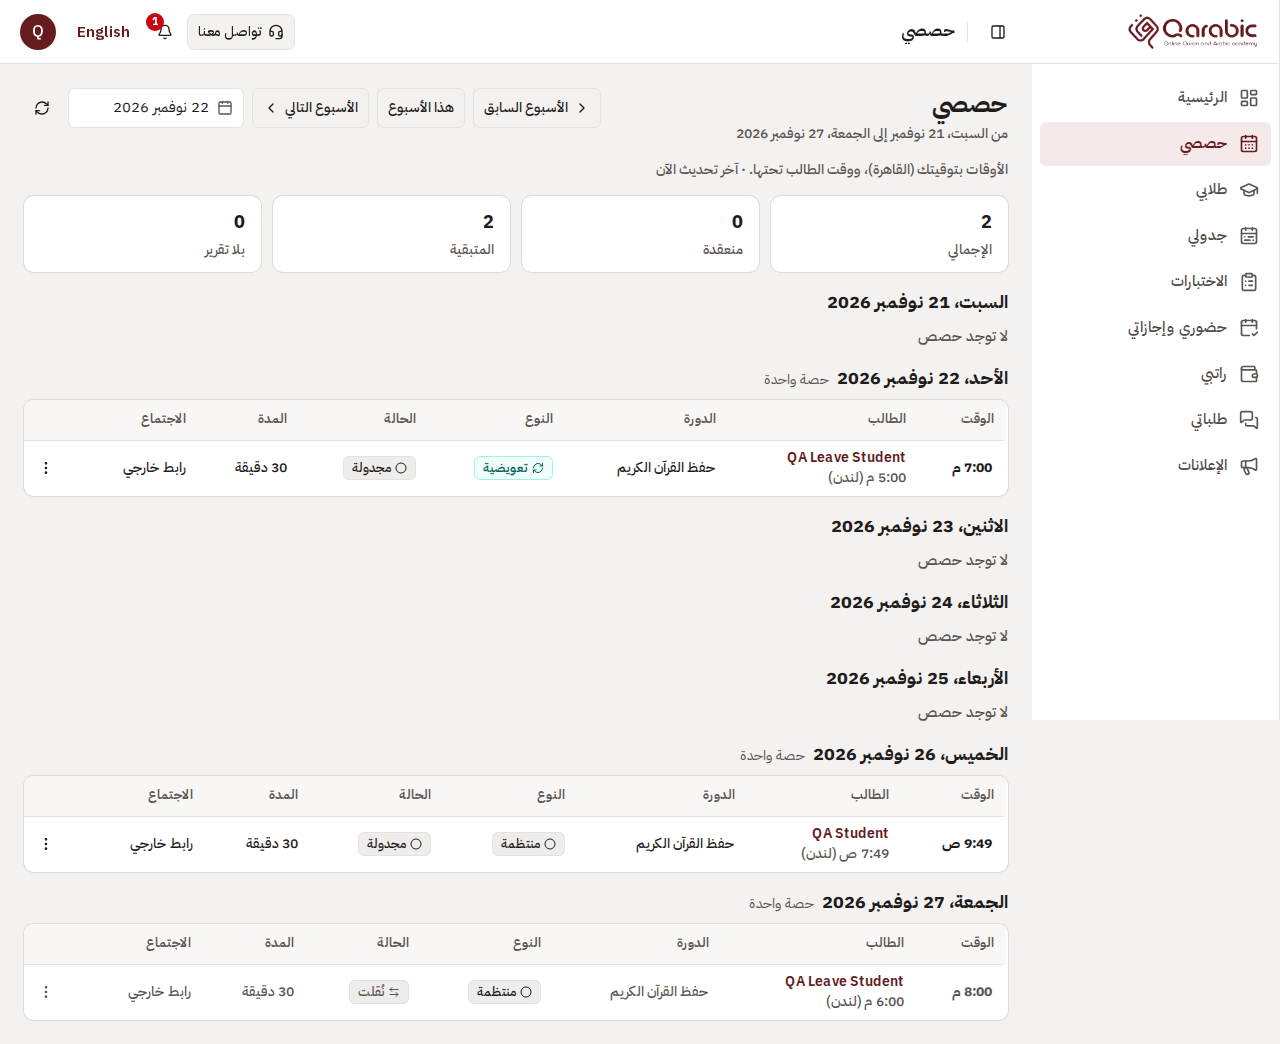 Qarabic
Online Quran and Arabic academy
حصصي
تواصل معنا
1
English
Q
الرئيسية
حصصي
طلابي
جدولي
الاختبارات
حضوري وإجازاتي
راتبي
طلباتي
الإعلانات
حصصي
من السبت، 21 نوفمبر إلى الجمعة، 27 نوفمبر 2026
الأسبوع السابق
هذا الأسبوع
الأسبوع التالي
22 نوفمبر 2026
الأوقات بتوقيتك (القاهرة)، ووقت الطالب تحتها. · آخر تحديث الآن
2 الإجمالي
0 منعقدة
2 المتبقية
0 بلا تقرير
السبت، 21 نوفمبر 2026
لا توجد حصص
الأحد، 22 نوفمبر 2026 حصة واحدة
الوقت الطالب الدورة النوع الحالة المدة الاجتماع
7:00 م QA Leave Student حفظ القرآن الكريم تعويضية مجدولة 30 دقيقة رابط خارجي
5:00 م (لندن)
الاثنين، 23 نوفمبر 2026
لا توجد حصص
الثلاثاء، 24 نوفمبر 2026
لا توجد حصص
الأربعاء، 25 نوفمبر 2026
لا توجد حصص
الخميس، 26 نوفمبر 2026 حصة واحدة
الوقت الطالب الدورة النوع الحالة المدة الاجتماع
9:49 ص QA Student حفظ القرآن الكريم منتظمة مجدولة 30 دقيقة رابط خارجي
7:49 ص (لندن)
الجمعة، 27 نوفمبر 2026 حصة واحدة
الوقت الطالب الدورة النوع الحالة المدة الاجتماع
8:00 م QA Leave Student حفظ القرآن الكريم منتظمة نُقلت 30 دقيقة رابط خارجي
6:00 م (لندن)